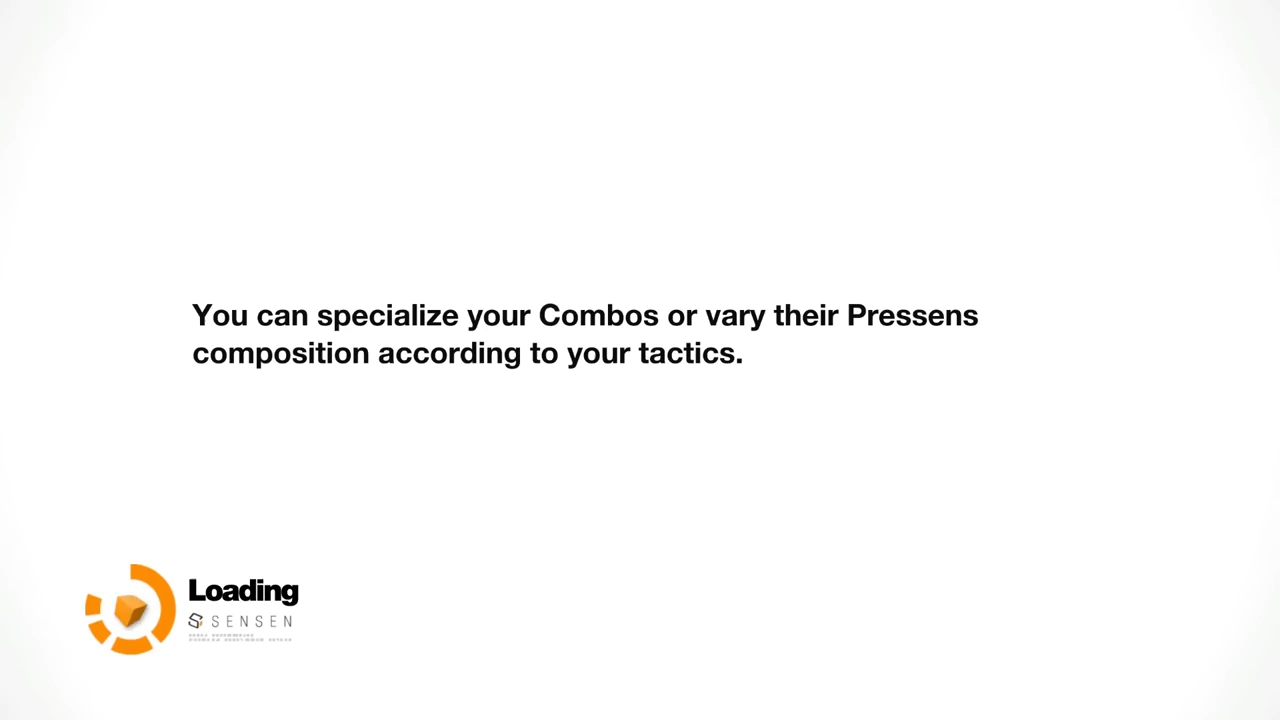 You can specialize your Combos or vary their Pressens
composition according to your tactics.
Loading
SENSEN